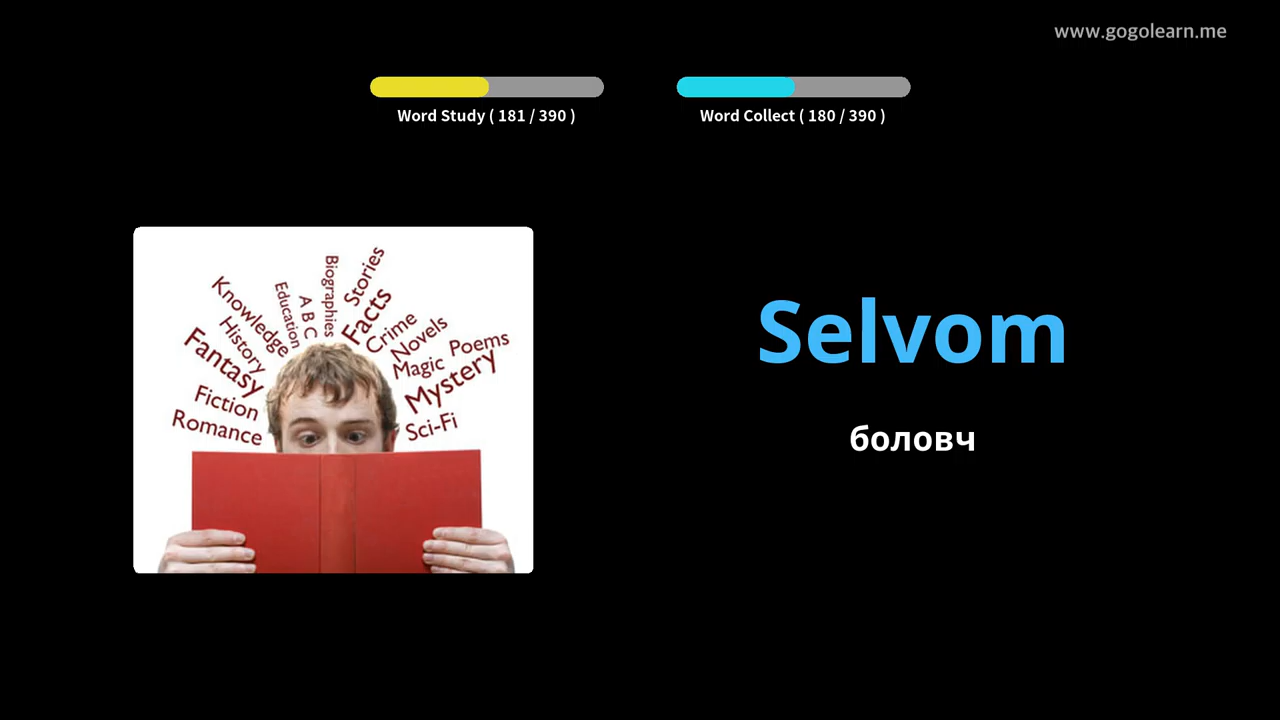 www.gogolearn.me
Word Study ( 181 / 390 )
Word Collect ( 180 / 390 )
Stories
Biographies
Facts
Education
A B C
Knowledge
Crime
Novels
History
Poems
Magic
Fantasy
Mystery
Fiction
Romance
Sci-Fi
Selvom
боловч